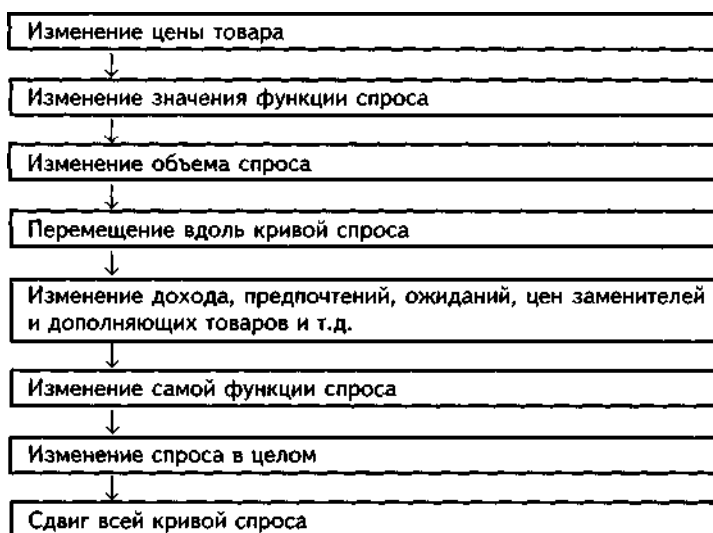 Изменение цены товара
Изменение значения функции спроса
Изменение объема спроса
Перемещение вдоль кривой спроса
Изменение дохода, предпочтений, ожиданий, цен заменителей
и дополняющих товаров и т.д.
Изменение самой функции спроса
Изменение спроса в целом
Сдвиг всей кривой спроса